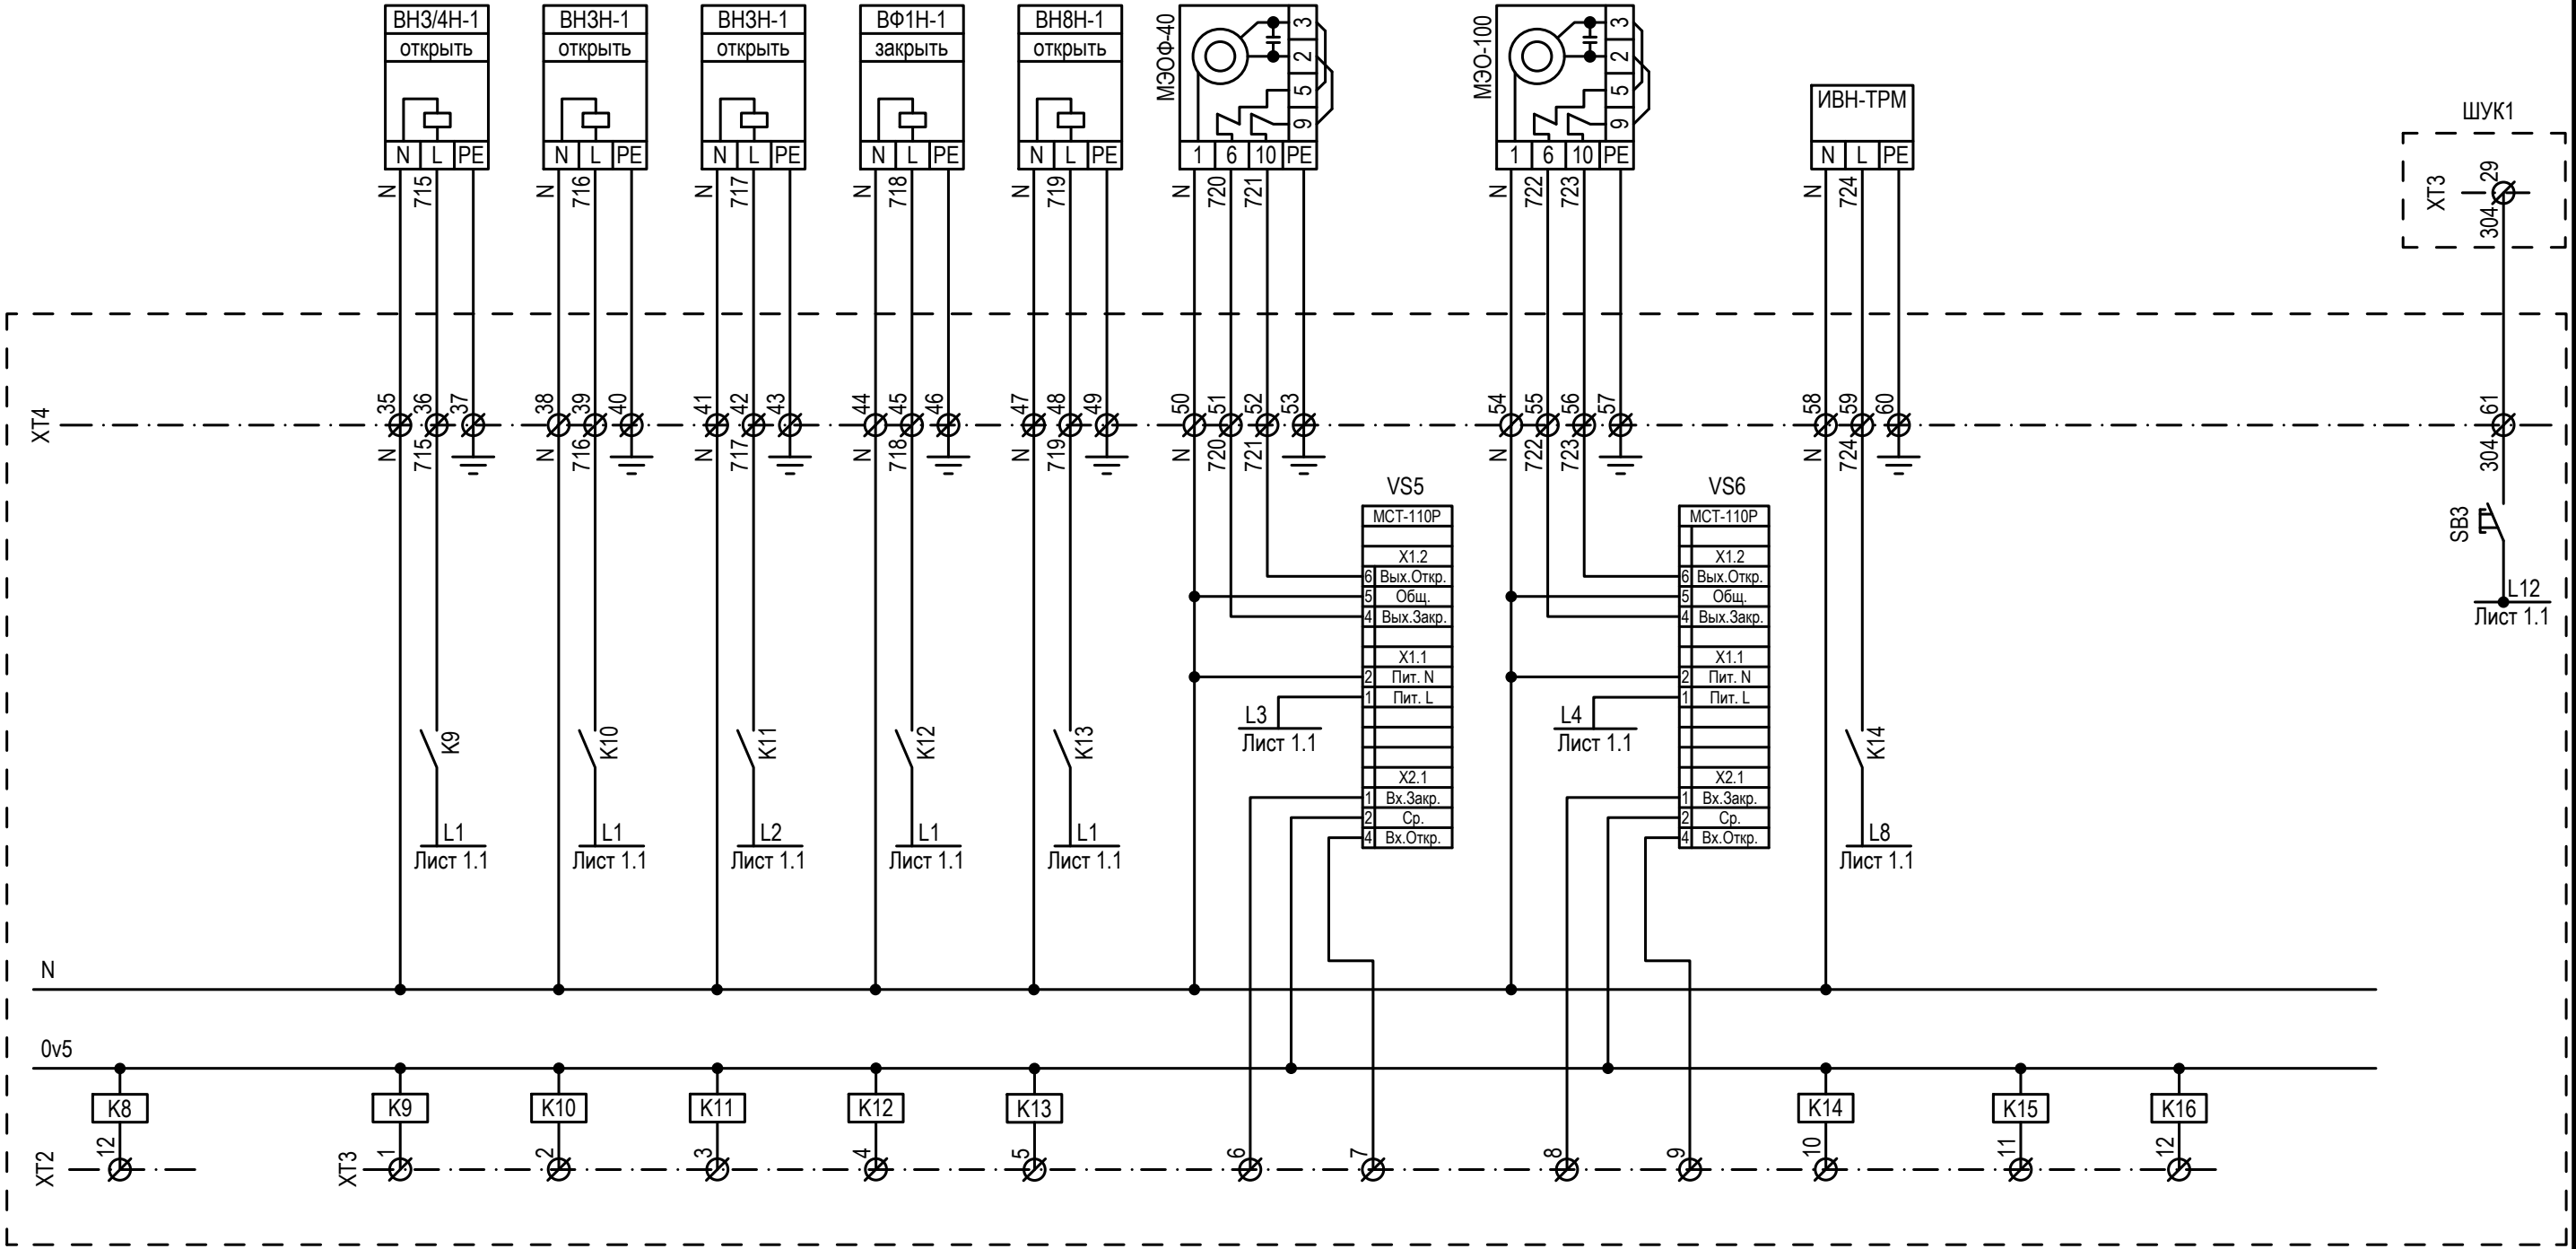 ВН3/4Н-1 ВН3Н-1 ВН3Н-1 ВФ1Н-1 ВН8Н-1
открыть открыть открыть закрыть открыть
МЭОФ-40 3 2 5 9
МЭО-100 3 2 5 9
ИВН-ТРМ
ШУК1
N L PE N L PE N L PE N L PE N L PE 1 6 10 PE 1 6 10 PE N L PE
XT3 29 304
N 715 N 716 N 717 N 718 N 719 N 720 721 N 722 723 N 724
XT4 35 36 37 38 39 40 41 42 43 44 45 46 47 48 49 50 51 52 53 54 55 56 57 58 59 60 61
N 715 N 716 N 717 N 718 N 719 N 720 721 N 722 723 N 724 304
VS5 VS6
МСТ-110Р МСТ-110Р
SB3
X1.2 X1.2
6 Вых.Откр. 6 Вых.Откр.
5 Общ. 5 Общ.
4 Вых.Закр. 4 Вых.Закр.
L12
Лист 1.1
X1.1 X1.1
2 Пит. N 2 Пит. N
1 Пит. L 1 Пит. L
L3 L4
Лист 1.1 Лист 1.1
K9 K10 K11 K12 K13 K14
X2.1 X2.1
1 Вх.Закр. 1 Вх.Закр.
2 Ср. 2 Ср.
4 Вх.Откр. 4 Вх.Откр.
L1 L1 L2 L1 L1 L8
Лист 1.1 Лист 1.1 Лист 1.1 Лист 1.1 Лист 1.1 Лист 1.1
N
0v5
K8 K9 K10 K11 K12 K13 K14 K15 K16
XT2 12 XT3 1 2 3 4 5 6 7 8 9 10 11 12